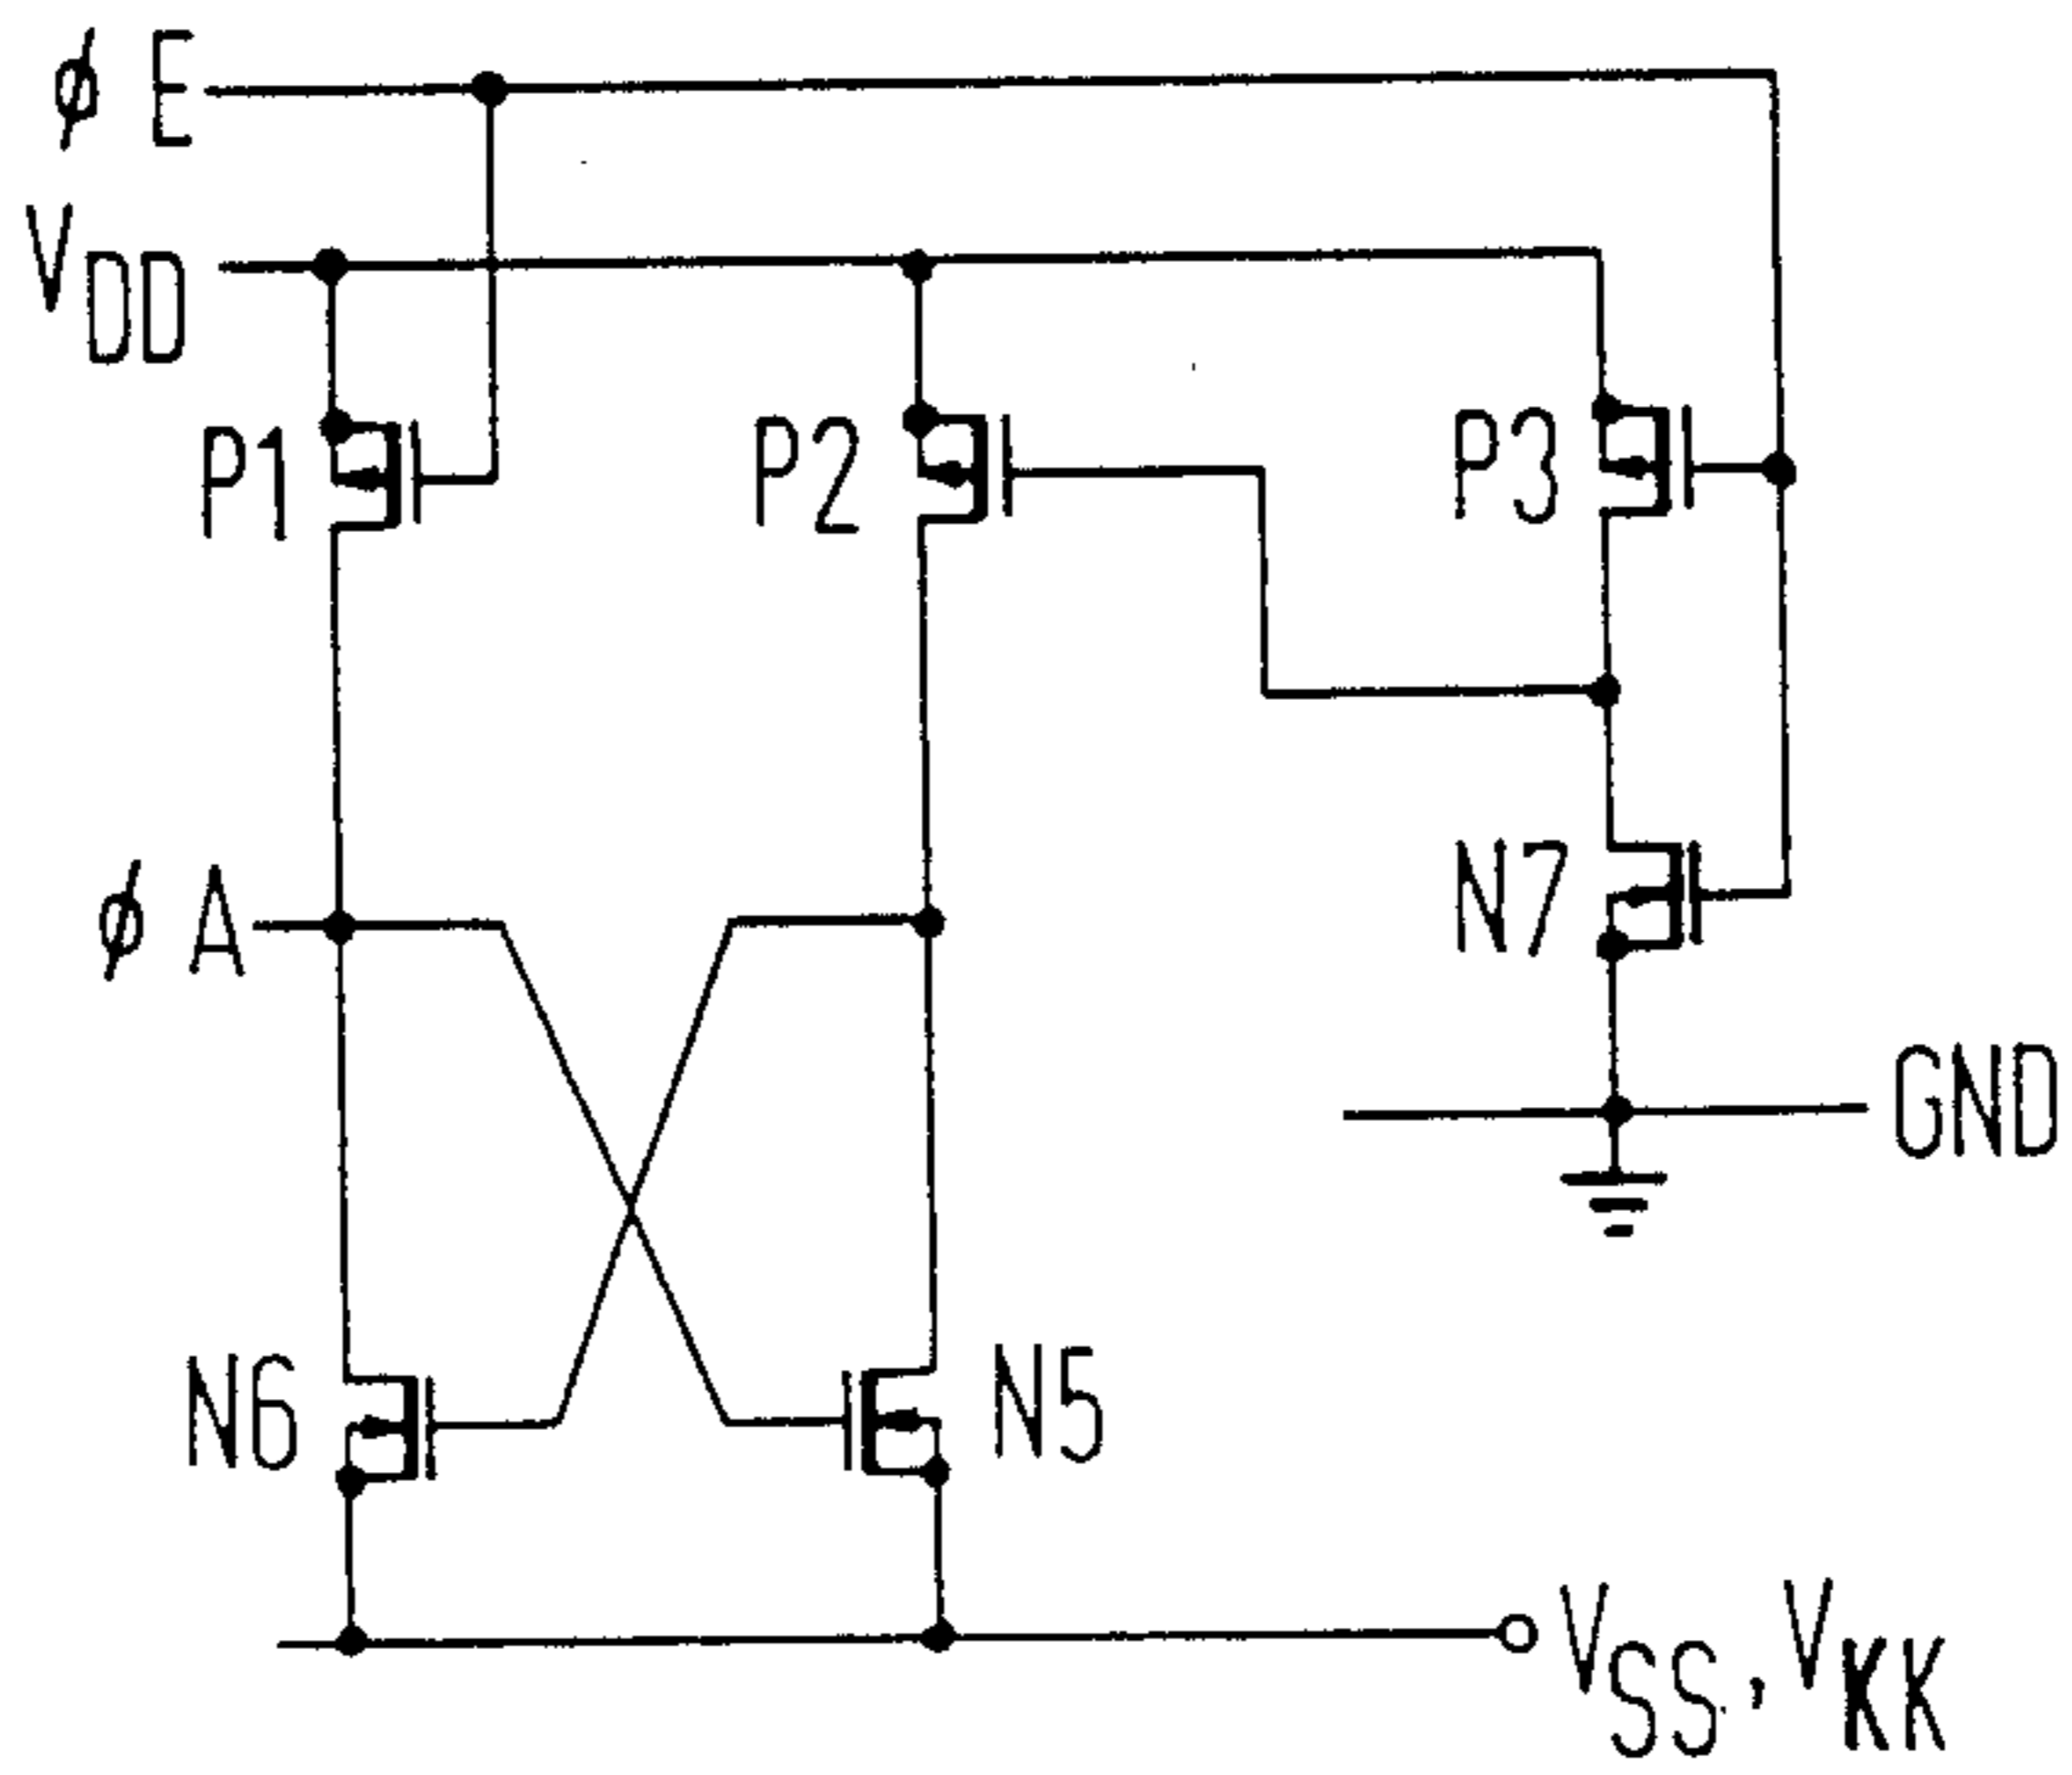 φ E
VDD
P1 P2 P3
φ A
N7
GND
N6 N5
VSS, VKK